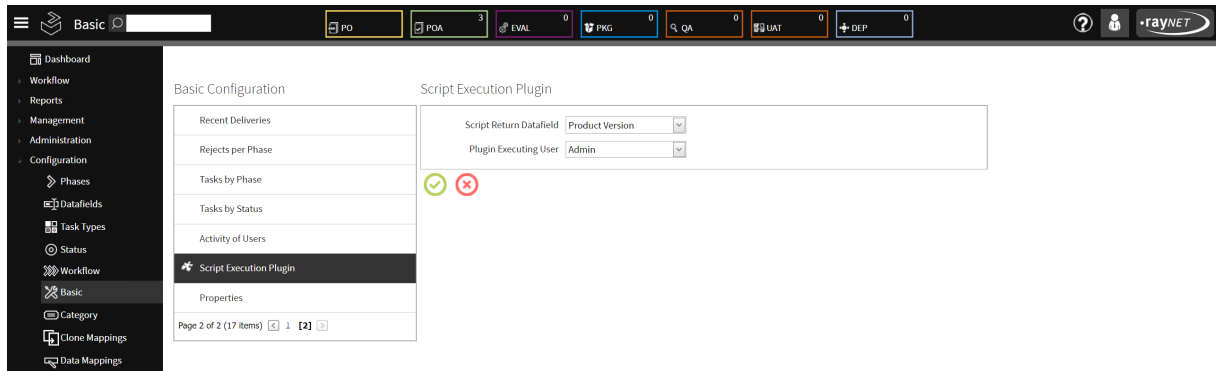 Basic
PO
POA 3
EVAL 0
PKG 0
QA 0
UAT 0
DEP 0
raynet
Dashboard
Workflow
Reports
Management
Administration
Configuration
Phases
Datafields
Task Types
Status
Workflow
Basic
Category
Clone Mappings
Data Mappings
Basic Configuration
Recent Deliveries
Rejects per Phase
Tasks by Phase
Tasks by Status
Activity of Users
Script Execution Plugin
Properties
Page 2 of 2 (17 items) 1 [2]
Script Execution Plugin
Script Return Datafield Product Version
Plugin Executing User Admin